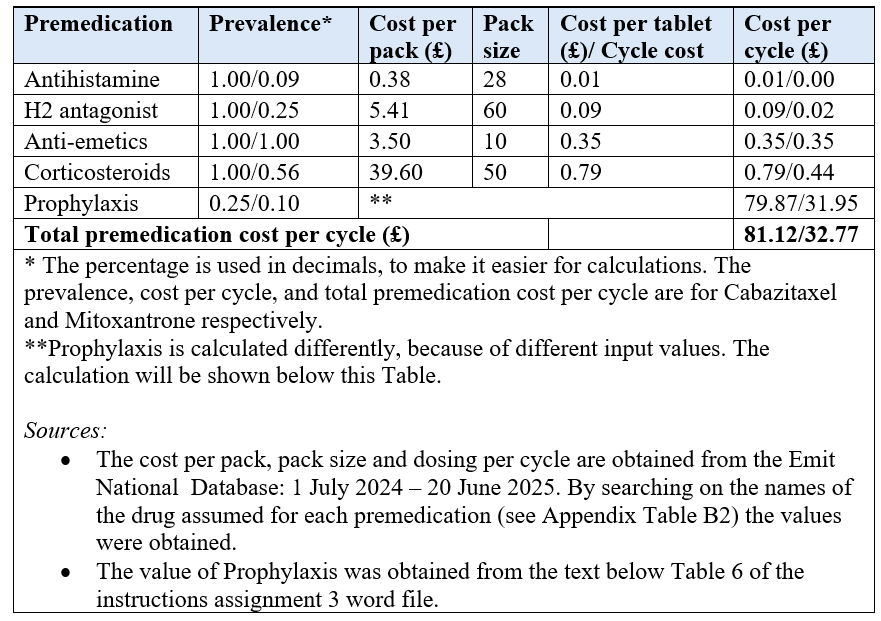 Premedication Prevalence* Cost per pack (£) Pack size Cost per tablet (£)/ Cycle cost Cost per cycle (£)
Antihistamine 1.00/0.09 0.38 28 0.01 0.01/0.00
H2 antagonist 1.00/0.25 5.41 60 0.09 0.09/0.02
Anti-emetics 1.00/1.00 3.50 10 0.35 0.35/0.35
Corticosteroids 1.00/0.56 39.60 50 0.79 0.79/0.44
Prophylaxis 0.25/0.10 ** 79.87/31.95
Total premedication cost per cycle (£) 81.12/32.77
* The percentage is used in decimals, to make it easier for calculations. The
prevalence, cost per cycle, and total premedication cost per cycle are for Cabazitaxel
and Mitoxantrone respectively.
**Prophylaxis is calculated differently, because of different input values. The
calculation will be shown below this Table.
Sources:
• The cost per pack, pack size and dosing per cycle are obtained from the Emit
National Database: 1 July 2024 – 20 June 2025. By searching on the names of
the drug assumed for each premedication (see Appendix Table B2) the values
were obtained.
• The value of Prophylaxis was obtained from the text below Table 6 of the
instructions assignment 3 word file.